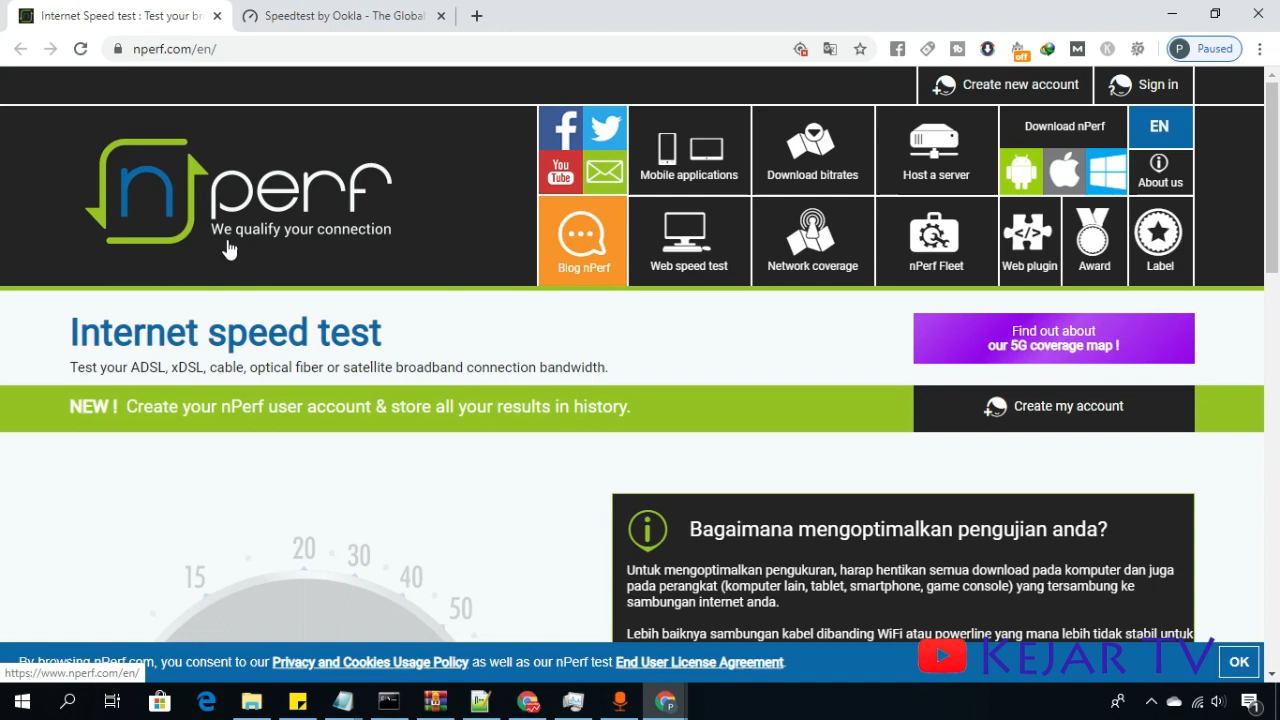 Internet Speed test : Test your br
Speedtest by Ookla - The Global
nperf.com/en/
off
P Paused
Create new account
Sign in
nperf
We qualify your connection
You Tube
Mobile applications
Download bitrates
Host a server
Download nPerf
EN
About us
Blog nPerf
Web speed test
Network coverage
nPerf Fleet
Web plugin
Award
Label
Internet speed test
Test your ADSL, xDSL, cable, optical fiber or satellite broadband connection bandwidth.
Find out about
our 5G coverage map !
NEW ! Create your nPerf user account & store all your results in history.
Create my account
Bagaimana mengoptimalkan pengujian anda?
Untuk mengoptimalkan pengukuran, harap hentikan semua download pada komputer dan juga
pada perangkat (komputer lain, tablet, smartphone, game console) yang tersambung ke
sambungan internet anda.
Lebih baiknya sambungan kabel dibanding WiFi atau powerline yang mana lebih tidak stabil untuk
15
20
30
40
50
By browsing nPerf.com, you consent to our Privacy and Cookies Usage Policy as well as our nPerf test End User License Agreement.
OK
KEJAR TV
https://www.nperf.com/en/